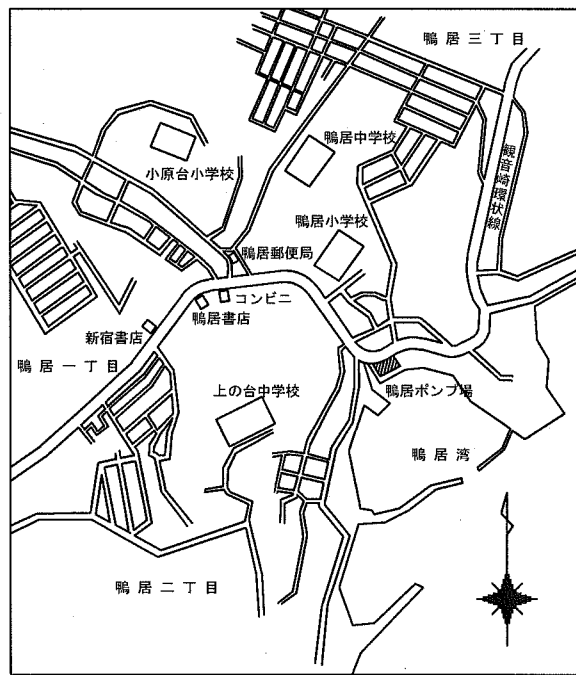 鴨居三丁目
鴨居中学校
観音崎環状線
小原台小学校
鴨居小学校
鴨居郵便局
コンビニ
鴨居書店
新宿書店
鴨居一丁目
上の台中学校
鴨居ポンプ場
鴨居湾
鴨居二丁目